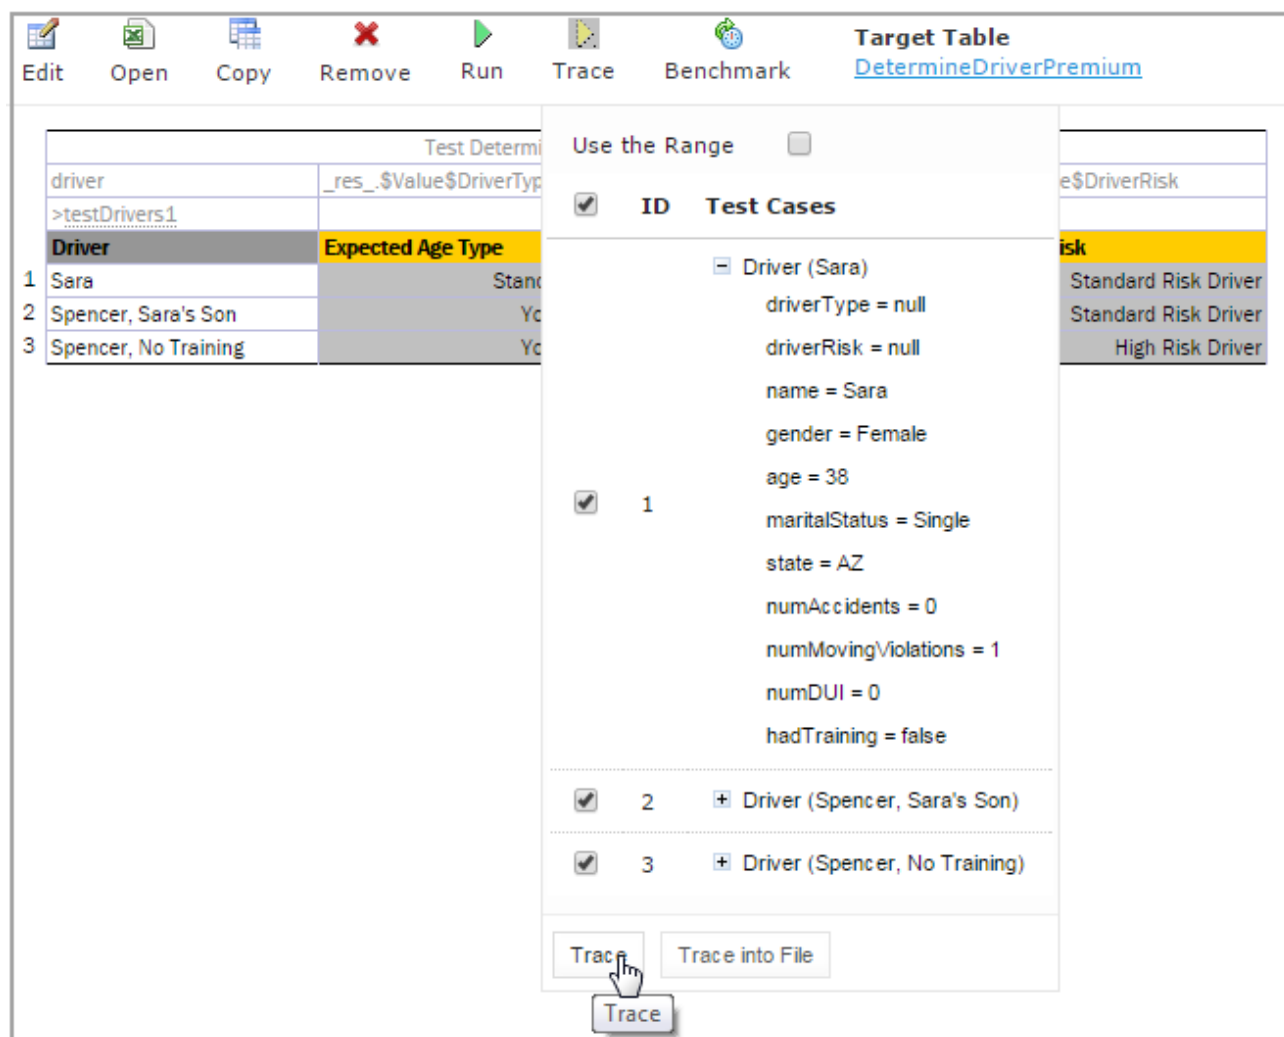 Edit Open Copy Remove Run Trace Benchmark
Target Table
DetermineDriverPremium
Test Determi
driver _res_.$Value$DriverTyp e$DriverRisk
>testDrivers1
Driver Expected Age Type isk
1 Sara Stand Standard Risk Driver
2 Spencer, Sara's Son Yo Standard Risk Driver
3 Spencer, No Training Yo High Risk Driver
Use the Range
ID Test Cases
Driver (Sara)
driverType = null
driverRisk = null
name = Sara
gender = Female
age = 38
1
maritalStatus = Single
state = AZ
numAccidents = 0
numMovingViolations = 1
numDUI = 0
hadTraining = false
2 Driver (Spencer, Sara's Son)
3 Driver (Spencer, No Training)
Trace Trace into File
Trace